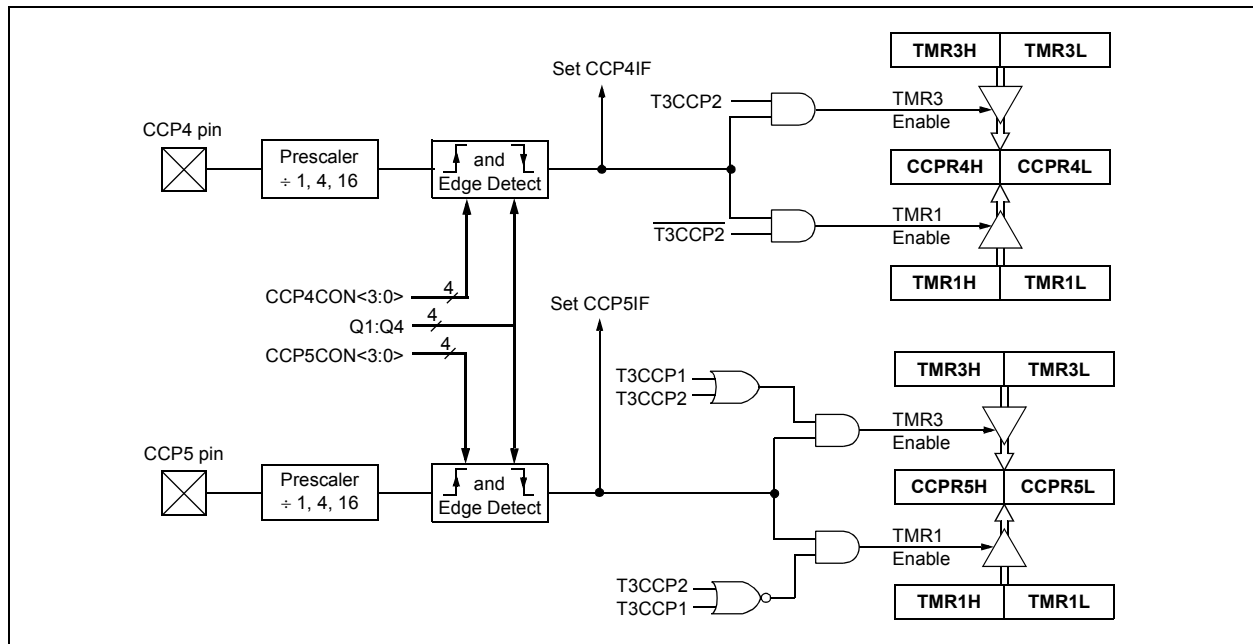 TMR3H TMR3L
Set CCP4IF
T3CCP2
TMR3
Enable
CCP4 pin
Prescaler
÷ 1, 4, 16
and
Edge Detect
CCPR4H CCPR4L
T3CCP2
TMR1
Enable
TMR1H TMR1L
CCP4CON<3:0> 4
Q1:Q4 4
CCP5CON<3:0> 4
Set CCP5IF
TMR3H TMR3L
T3CCP1
T3CCP2
TMR3
Enable
CCP5 pin
Prescaler
÷ 1, 4, 16
and
Edge Detect
CCPR5H CCPR5L
TMR1
Enable
T3CCP2
T3CCP1
TMR1H TMR1L